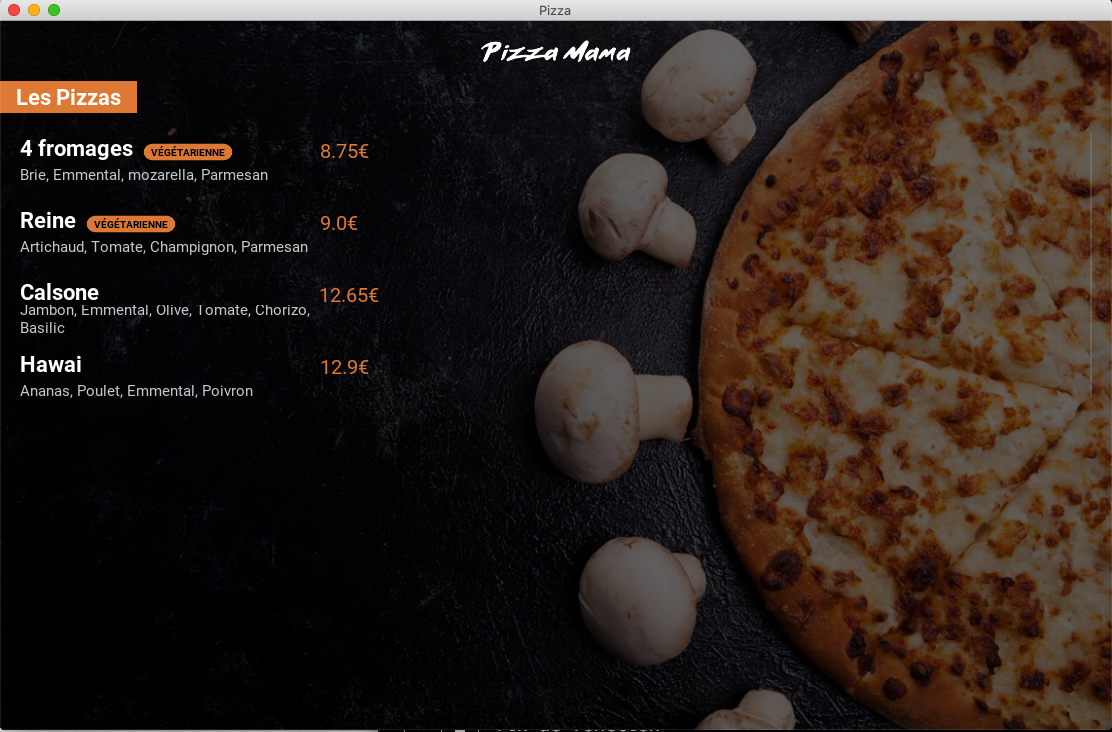 Pizza
Pizza Mama
Les Pizzas
4 fromages VÉGÉTARIENNE 8.75€
Brie, Emmental, mozarella, Parmesan
Reine VÉGÉTARIENNE 9.0€
Artichaud, Tomate, Champignon, Parmesan
Calsone 12.65€
Jambon, Emmental, Olive, Tomate, Chorizo,
Basilic
Hawai 12.9€
Ananas, Poulet, Emmental, Poivron